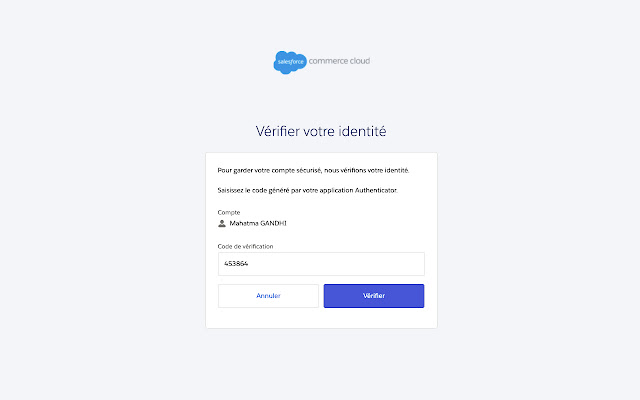 salesforce commerce cloud
Vérifier votre identité
Pour garder votre compte sécurisé, nous vérifions votre identité.
Saisissez le code généré par votre application Authenticator.
Compte
Mahatma GANDHI
Code de vérification
453864
Annuler Vérifier